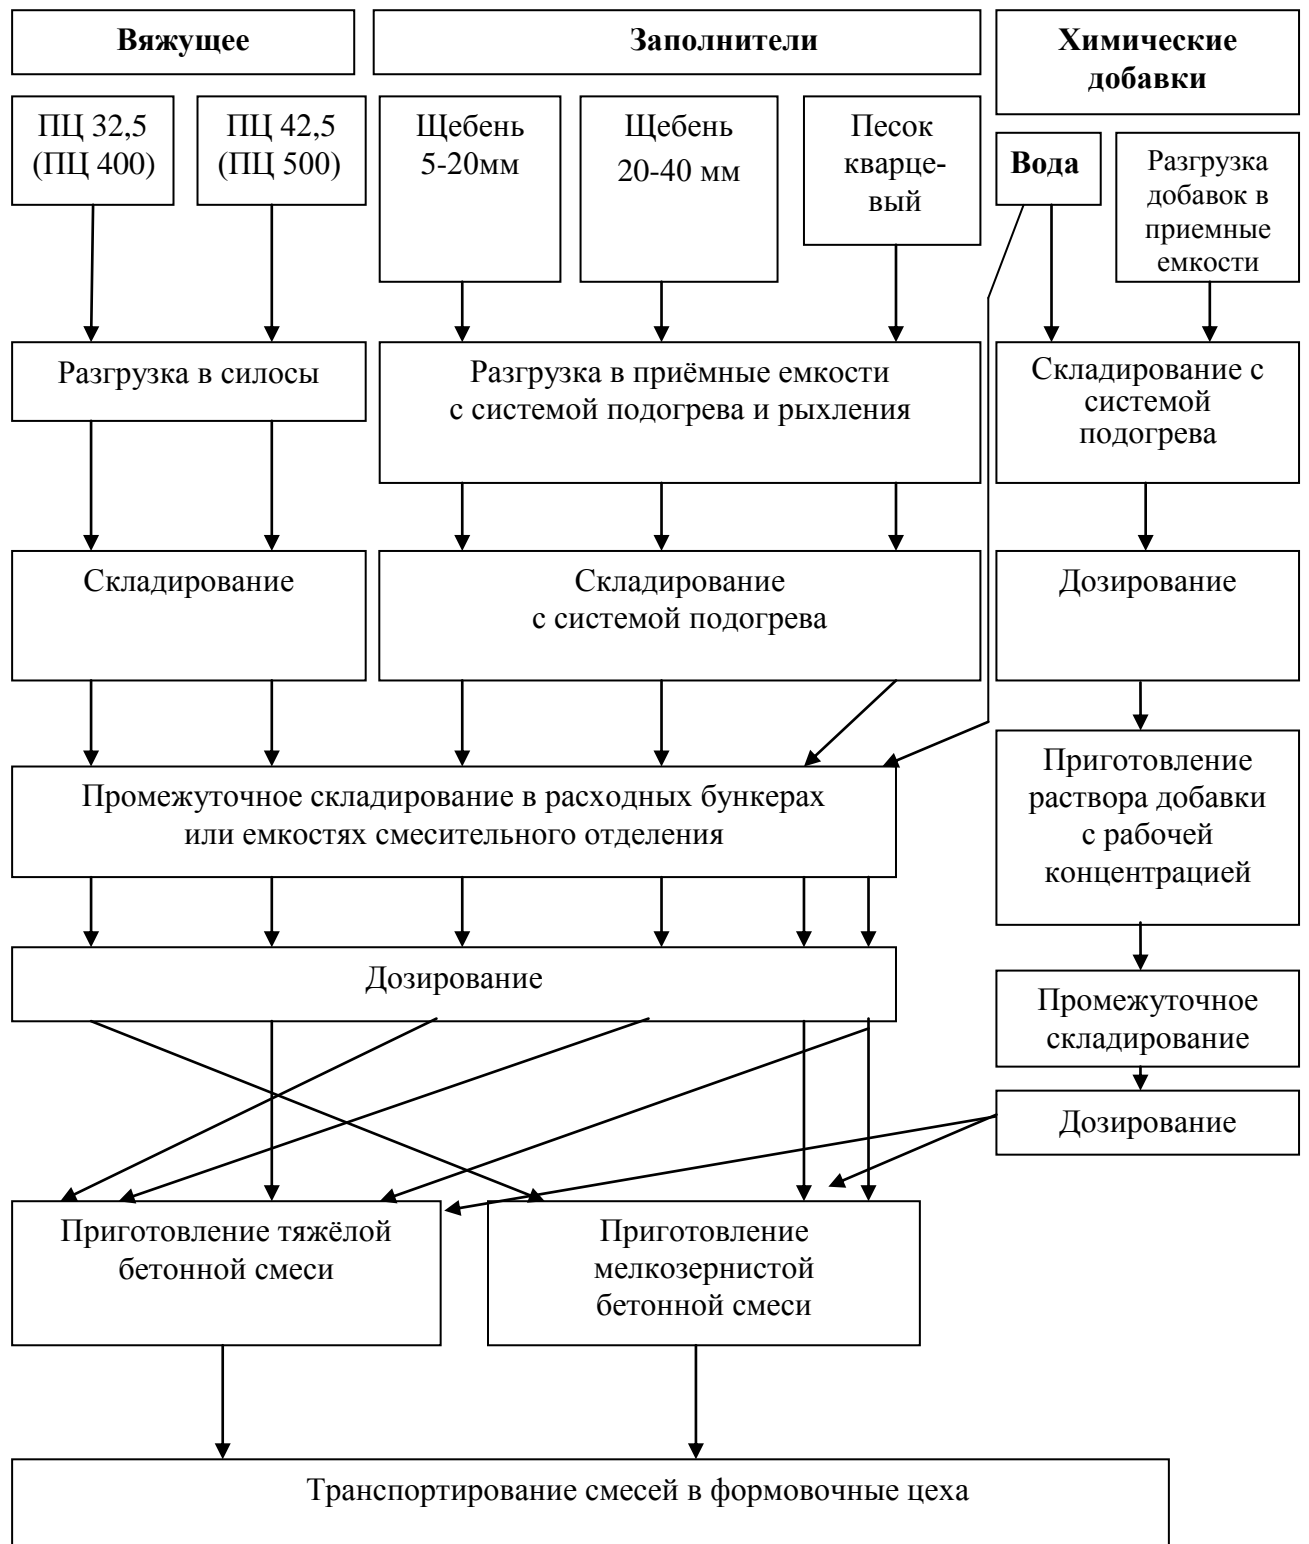 Вяжущее
Заполнители
Химические
добавки
ПЦ 32,5
(ПЦ 400)
ПЦ 42,5
(ПЦ 500)
Щебень
5-20мм
Щебень
20-40 мм
Песок
кварце-
вый
Вода
Разгрузка
добавок в
приемные
емкости
Разгрузка в силосы
Разгрузка в приёмные емкости
с системой подогрева и рыхления
Складирование с
системой
подогрева
Складирование
Складирование
с системой подогрева
Дозирование
Промежуточное складирование в расходных бункерах
или емкостях смесительного отделения
Приготовление
раствора добавки
с рабочей
концентрацией
Дозирование
Промежуточное
складирование
Дозирование
Приготовление тяжёлой
бетонной смеси
Приготовление
мелкозернистой
бетонной смеси
Транспортирование смесей в формовочные цеха